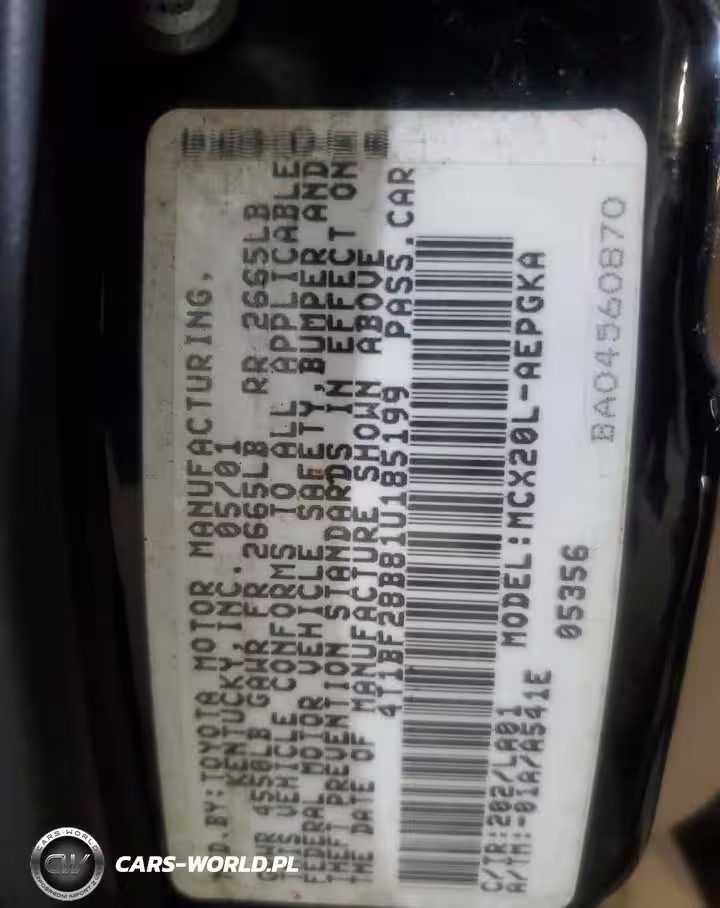 MFD.BY:TOYOTA MOTOR MANUFACTURING,
KENTUCKY,INC. 05/01
GVWR 4550LB GAWR FR 2665LB RR 2665LB
THIS VEHICLE CONFORMS TO ALL APPLICABLE
FEDERAL MOTOR VEHICLE SAFETY,BUMPER AND
THEFT PREVENTION STANDARDS IN EFFECT ON
THE DATE OF MANUFACTURE SHOWN ABOVE
4T1BF28B81U185199 PASS.CAR
MODEL:MCX20L-AEPGKA
C/TR:202/LA01
A/TM:-01A/A541E
05356
BA04560870
CARS-WORLD
CW
CARS-WORLD.PL